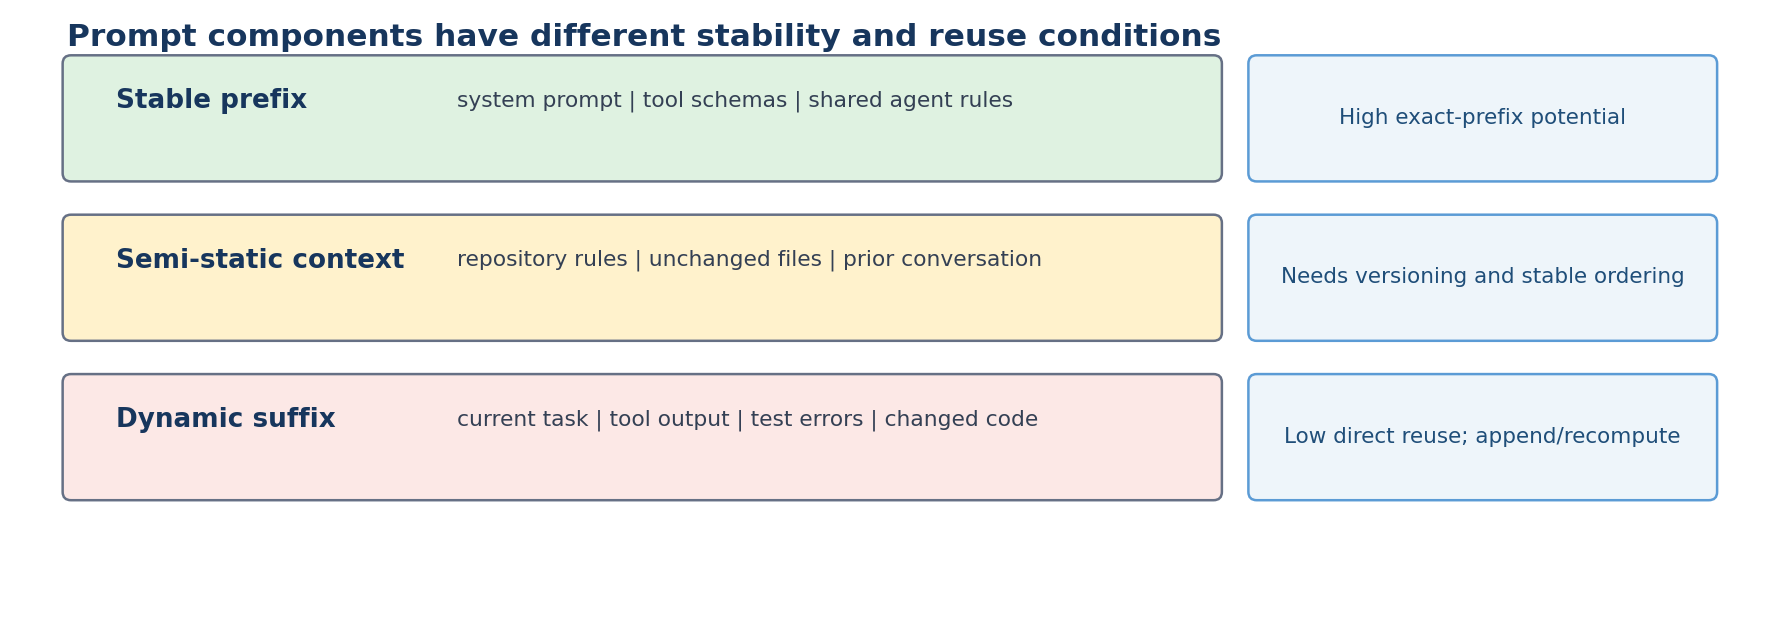 Prompt components have different stability and reuse conditions
Stable prefix
system prompt | tool schemas | shared agent rules
High exact-prefix potential
Semi-static context
repository rules | unchanged files | prior conversation
Needs versioning and stable ordering
Dynamic suffix
current task | tool output | test errors | changed code
Low direct reuse; append/recompute